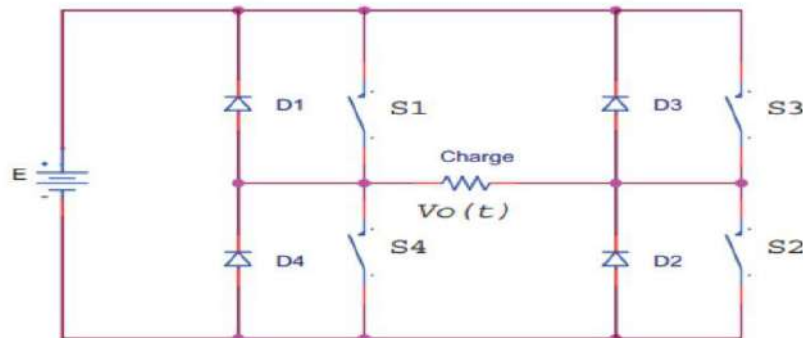 D1
S1
D3
S3
Charge
E
+
-
Vo(t)
D4
S4
D2
S2